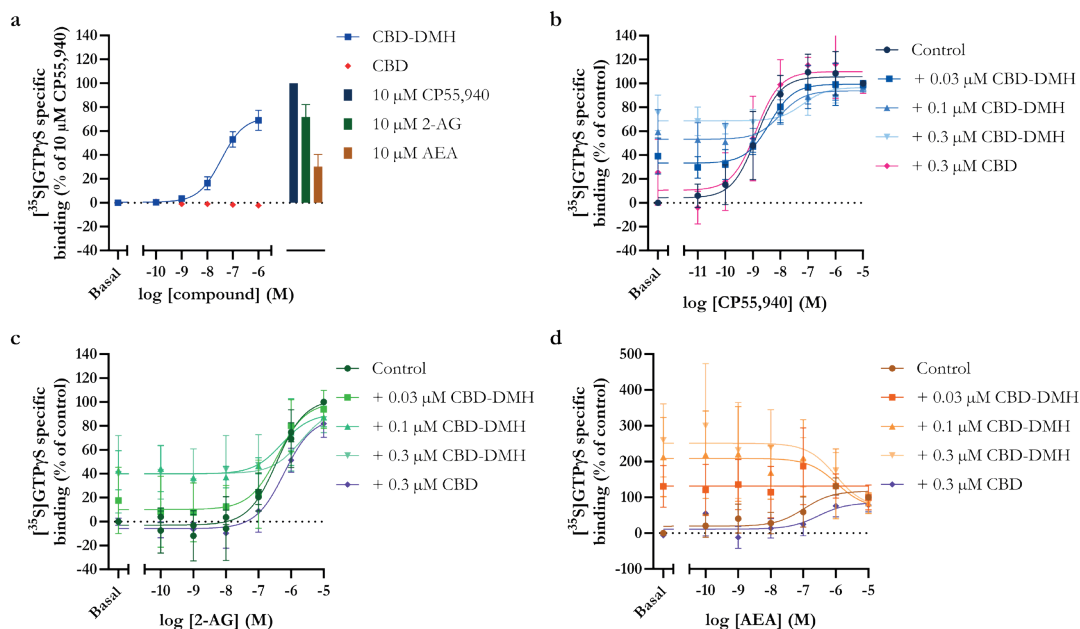 a
[³⁵S]GTPγS specific
binding (% of 10 μM CP55,940)
140
120
100
80
60
40
20
0
-20
-40
Basal
-10
-9
-8
-7
-6
log [compound] (M)
CBD-DMH
CBD
10 μM CP55,940
10 μM 2-AG
10 μM AEA
b
[³⁵S]GTPγS specific
binding (% of control)
140
120
100
80
60
40
20
0
-20
-40
Basal
-11
-10
-9
-8
-7
-6
-5
log [CP55,940] (M)
Control
+ 0.03 μM CBD-DMH
+ 0.1 μM CBD-DMH
+ 0.3 μM CBD-DMH
+ 0.3 μM CBD
c
[³⁵S]GTPγS specific
binding (% of control)
140
120
100
80
60
40
20
0
-20
-40
Basal
-10
-9
-8
-7
-6
-5
log [2-AG] (M)
Control
+ 0.03 μM CBD-DMH
+ 0.1 μM CBD-DMH
+ 0.3 μM CBD-DMH
+ 0.3 μM CBD
d
[³⁵S]GTPγS specific
binding (% of control)
500
400
300
200
100
0
-100
Basal
-10
-9
-8
-7
-6
-5
log [AEA] (M)
Control
+ 0.03 μM CBD-DMH
+ 0.1 μM CBD-DMH
+ 0.3 μM CBD-DMH
+ 0.3 μM CBD